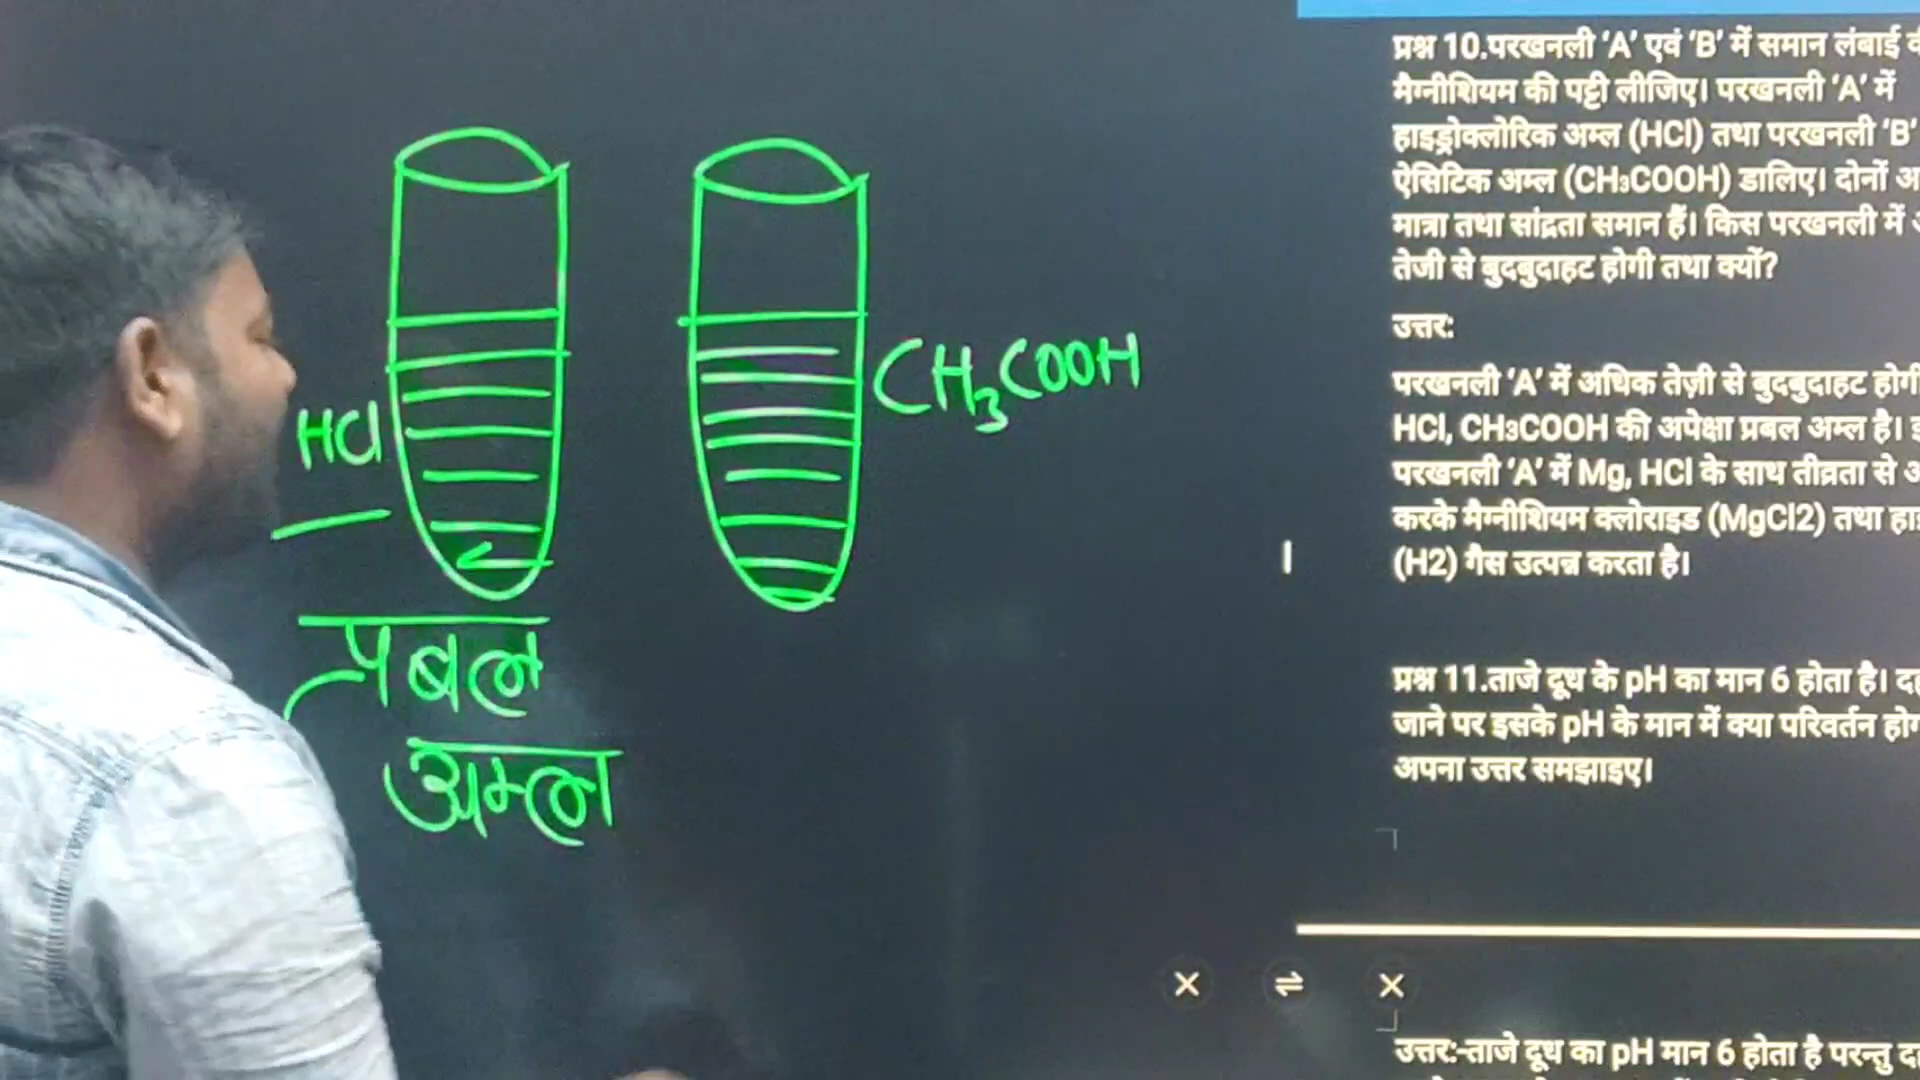 HCl
CH₃COOH
प्रबल
अम्ल
प्रश्न 10.परखनली ‘A’ एवं ‘B’ में समान लंबाई
मैग्नीशियम की पट्टी लीजिए। परखनली ‘A’ में
हाइड्रोक्लोरिक अम्ल (HCl) तथा परखनली ‘B’
ऐसिटिक अम्ल (CH₃COOH) डालिए। दोनों
मात्रा तथा सांद्रता समान हैं। किस परखनली में
तेजी से बुदबुदाहट होगी तथा क्यों?
उत्तर:
परखनली ‘A’ में अधिक तेज़ी से बुदबुदाहट होगी
HCl, CH₃COOH की अपेक्षा प्रबल अम्ल है।
परखनली ‘A’ में Mg, HCl के साथ तीव्रता से
करके मैग्नीशियम क्लोराइड (MgCl2) तथा
(H2) गैस उत्पन्न करता है।
प्रश्न 11.ताजे दूध के pH का मान 6 होता है।
जाने पर इसके pH के मान में क्या परिवर्तन
अपना उत्तर समझाइए।
उत्तर:-ताजे दूध का pH मान 6 होता है परन्तु